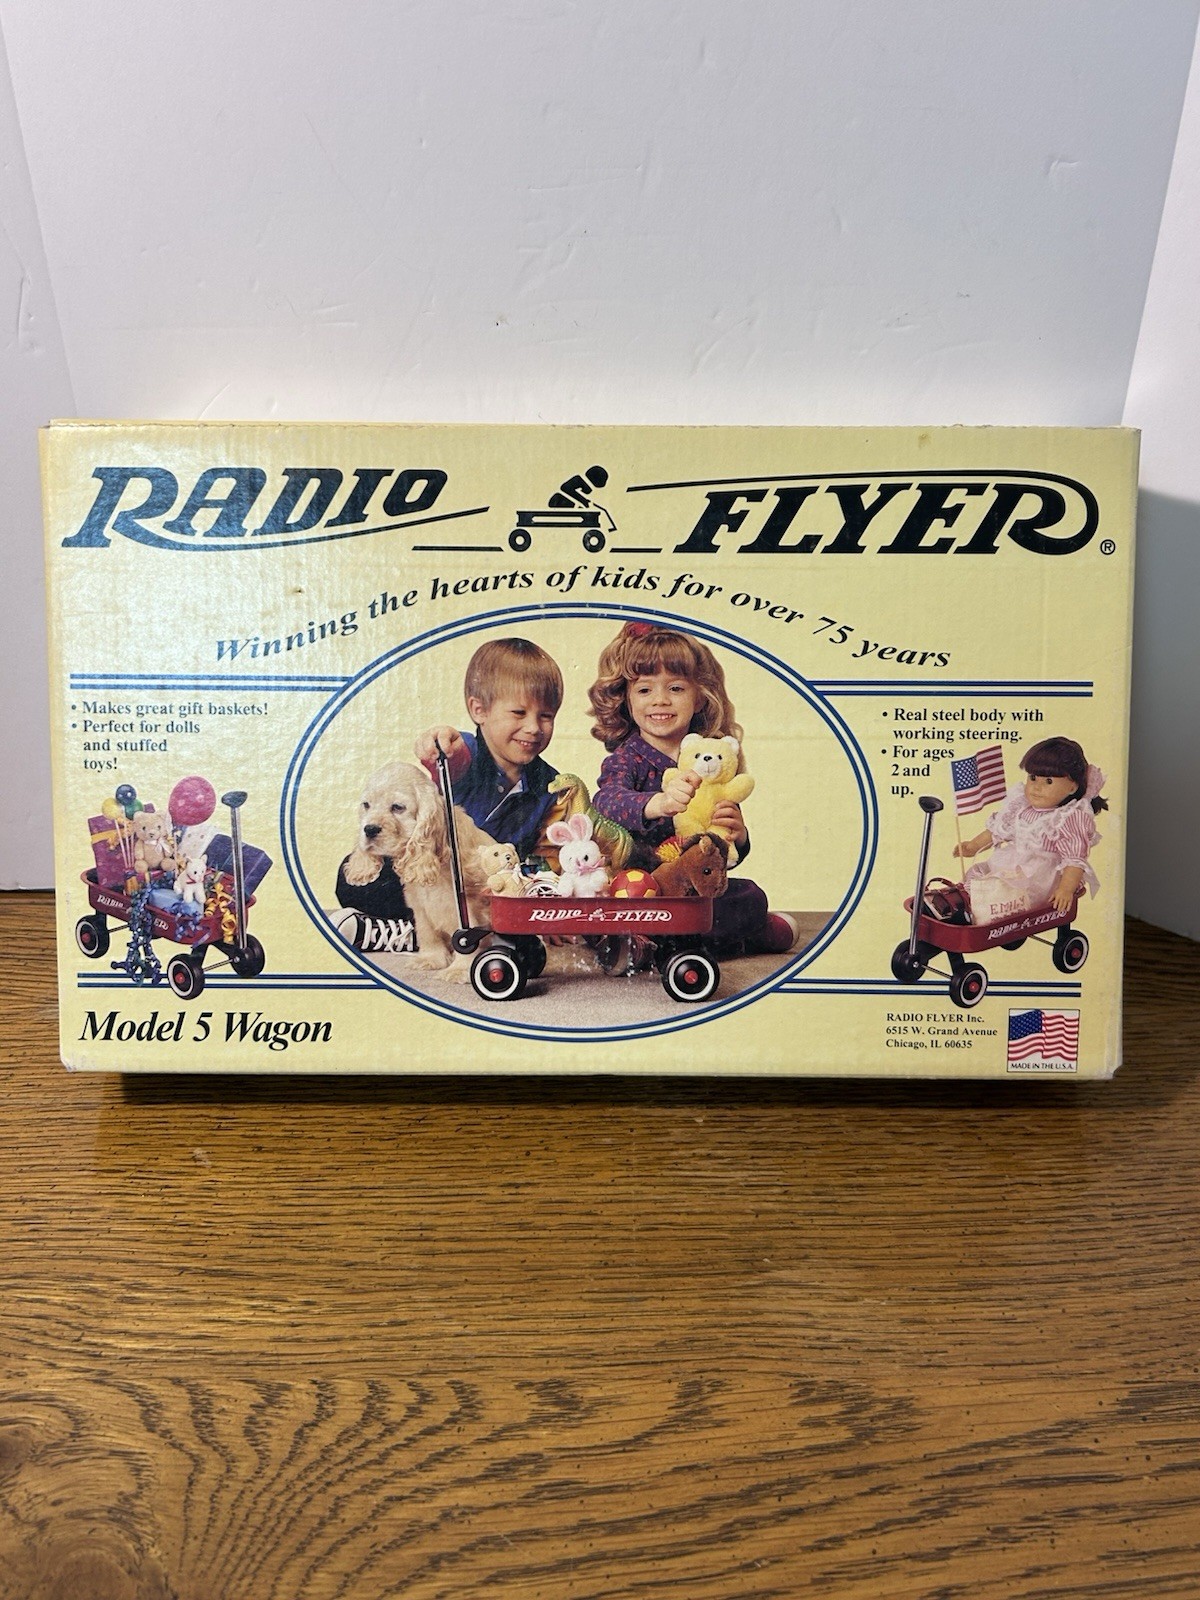 RADIO FLYER®
Winning the hearts of kids for over 75 years
• Makes great gift baskets!
• Perfect for dolls
and stuffed
toys!
• Real steel body with
working steering.
• For ages
2 and
up.
RADIO FLYER
RADIO FLYER
EMILY
RADIO FLYER
Model 5 Wagon
RADIO FLYER Inc.
6515 W. Grand Avenue
Chicago, IL 60635
MADE IN THE U.S.A.